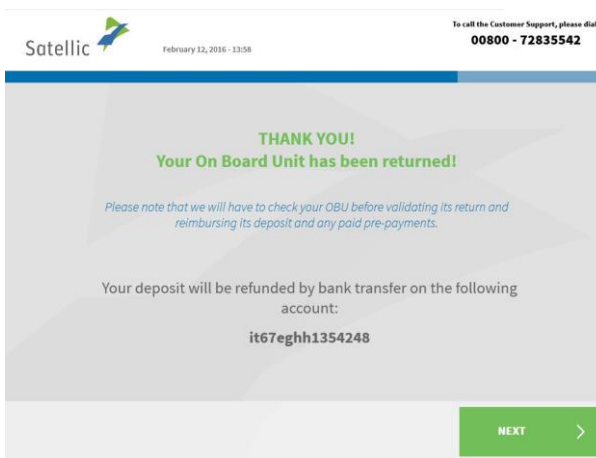 Satellic
February 12, 2016 - 13:58
To call the Customer Support, please dial
00800 - 72835542
THANK YOU!
Your On Board Unit has been returned!
Please note that we will have to check your OBU before validating its return and
reimbursing its deposit and any paid pre-payments.
Your deposit will be refunded by bank transfer on the following
account:
it67eghh1354248
NEXT